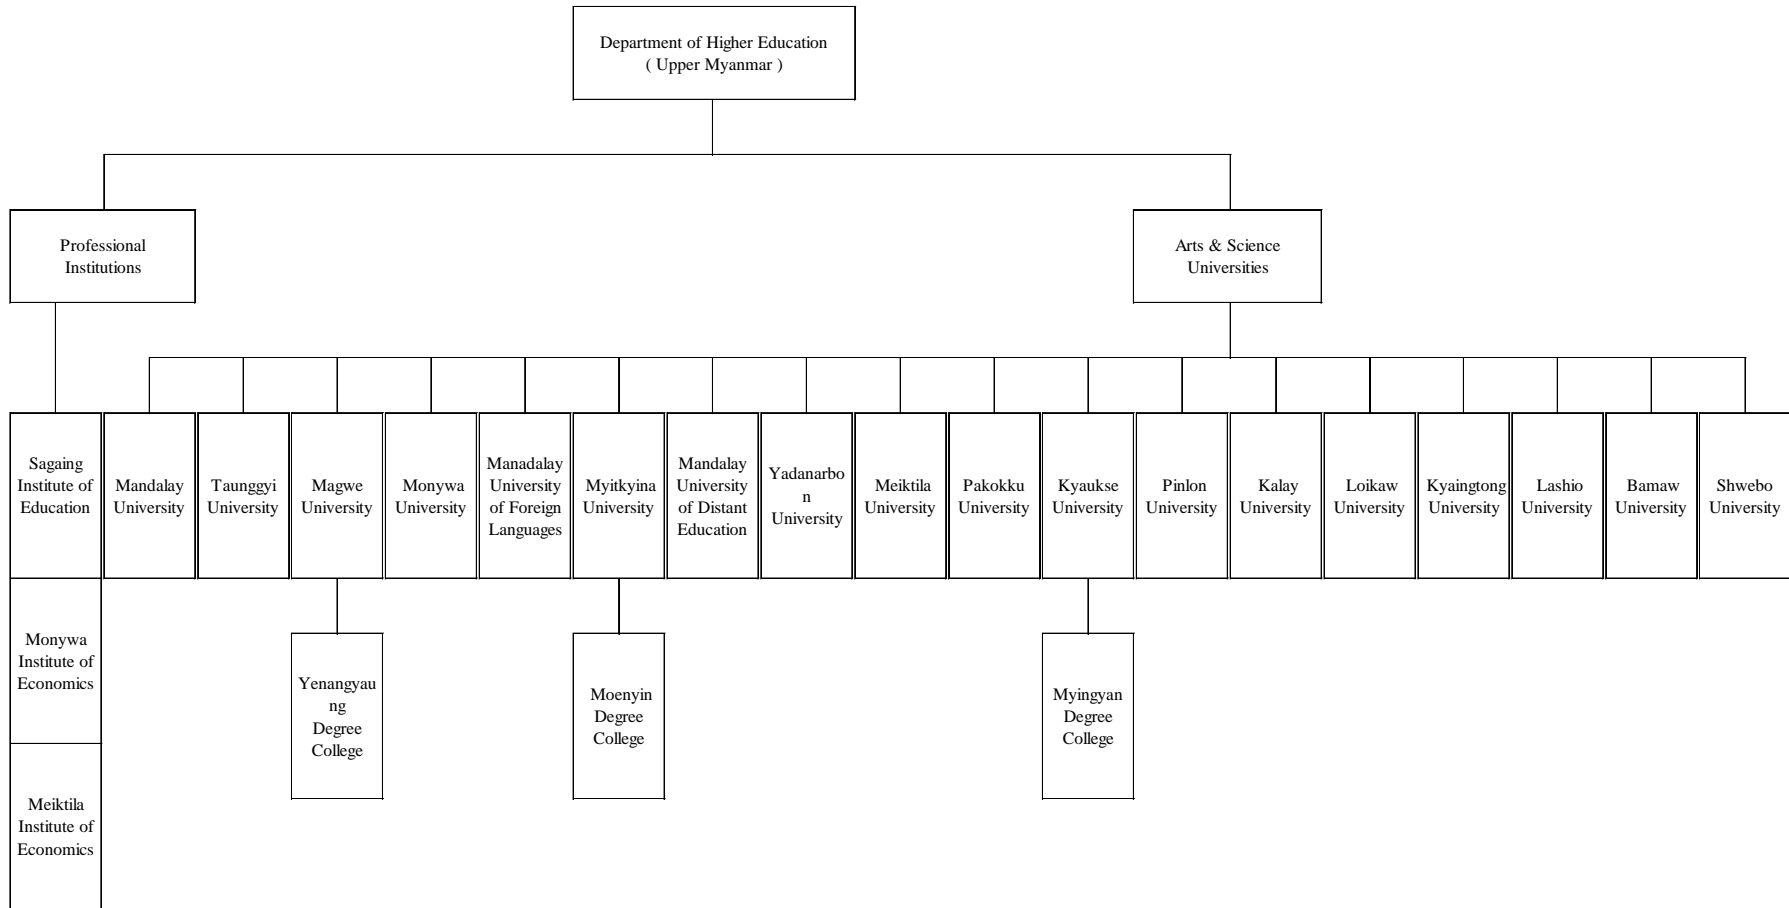 Department of Higher Education
( Upper Myanmar )
Professional
Institutions
Arts & Science
Universities
Sagaing
Institute of
Education
Mandalay
University
Taunggyi
University
Magwe
University
Monywa
University
Manadalay
University
of Foreign
Languages
Myitkyina
University
Mandalay
University
of Distant
Education
Yadanarbo
n
University
Meiktila
University
Pakokku
University
Kyaukse
University
Pinlon
University
Kalay
University
Loikaw
University
Kyaingtong
University
Lashio
University
Bamaw
University
Shwebo
University
Monywa
Institute of
Economics
Yenangyau
ng
Degree
College
Moenyin
Degree
College
Myingyan
Degree
College
Meiktila
Institute of
Economics